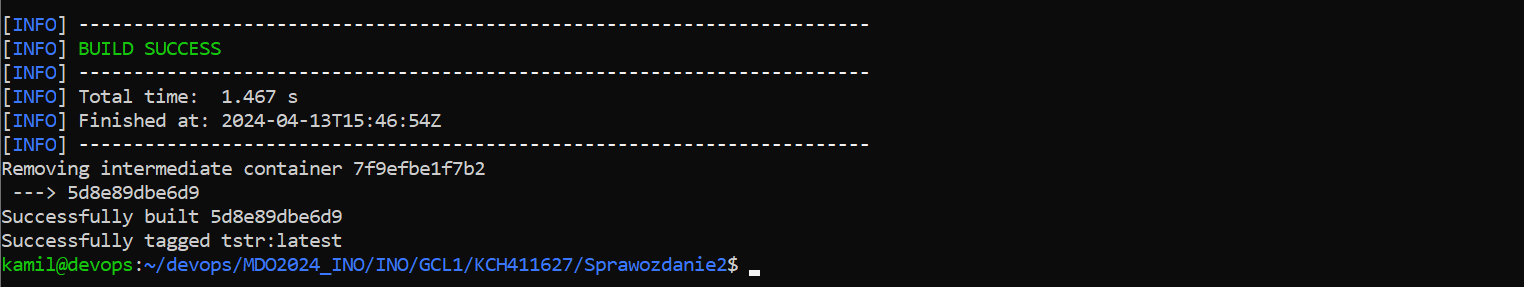 [INFO] ------------------------------------------------------------------------
[INFO] BUILD SUCCESS
[INFO] ------------------------------------------------------------------------
[INFO] Total time:  1.467 s
[INFO] Finished at: 2024-04-13T15:46:54Z
[INFO] ------------------------------------------------------------------------
Removing intermediate container 7f9efbe1f7b2
 ---> 5d8e89dbe6d9
Successfully built 5d8e89dbe6d9
Successfully tagged tstr:latest
kamil@devops:~/devops/MDO2024_INO/INO/GCL1/KCH411627/Sprawozdanie2$